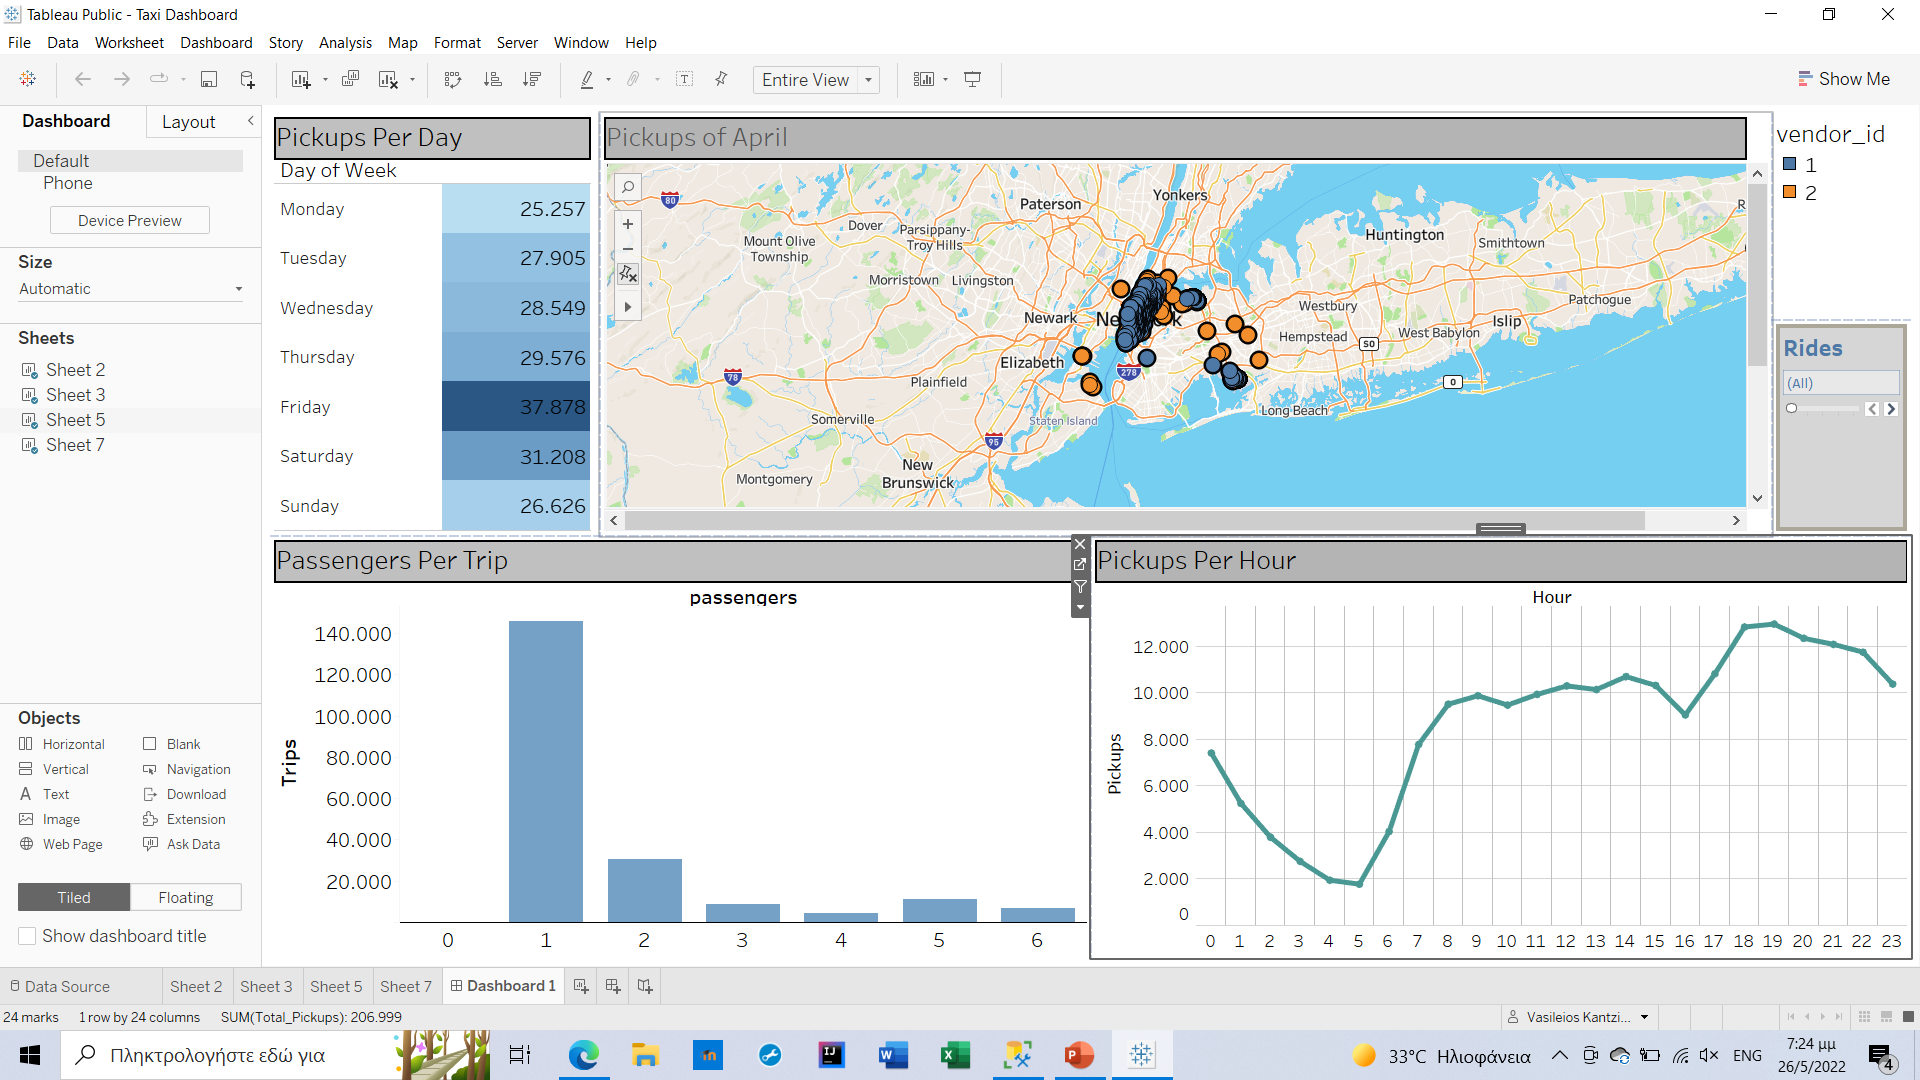 Tableau Public - Taxi Dashboard
File Data Worksheet Dashboard Story Analysis Map Format Server Window Help
Entire View
Show Me
Dashboard
Layout
Default
Phone
Device Preview
Size
Automatic
Sheets
Sheet 2
Sheet 3
Sheet 5
Sheet 7
Objects
Horizontal Blank
Vertical Navigation
Text Download
Image Extension
Web Page Ask Data
Tiled Floating
Show dashboard title
Pickups Per Day
Day of Week
Monday 25.257
Tuesday 27.905
Wednesday 28.549
Thursday 29.576
Friday 37.878
Saturday 31.208
Sunday 26.626
Pickups of April
80
Paterson
Yonkers
Dover
Parsippany-
Troy Hills
Mount Olive
Township
Huntington
Smithtown
R
Morristown
Livingston
Westbury
Patchogue
Newark
Ne
k
Hempstead
50
West Babylon
Islip
Elizabeth
278
78
Plainfield
0
Somerville
Staten Island
Long Beach
95
New
Brunswick
Montgomery
vendor_id
1
2
Rides
(All)
Passengers Per Trip
passengers
Trips
140.000
120.000
100.000
80.000
60.000
40.000
20.000
0 1 2 3 4 5 6
Pickups Per Hour
Hour
Pickups
12.000
10.000
8.000
6.000
4.000
2.000
0
0 1 2 3 4 5 6 7 8 9 10 11 12 13 14 15 16 17 18 19 20 21 22 23
Data Source Sheet 2 Sheet 3 Sheet 5 Sheet 7 Dashboard 1
24 marks 1 row by 24 columns SUM(Total_Pickups): 206.999
Vasileios Kantzi...
Πληκτρολογήστε εδώ για
33°C Ηλιοφάνεια
ENG
7:24 μμ
26/5/2022
4